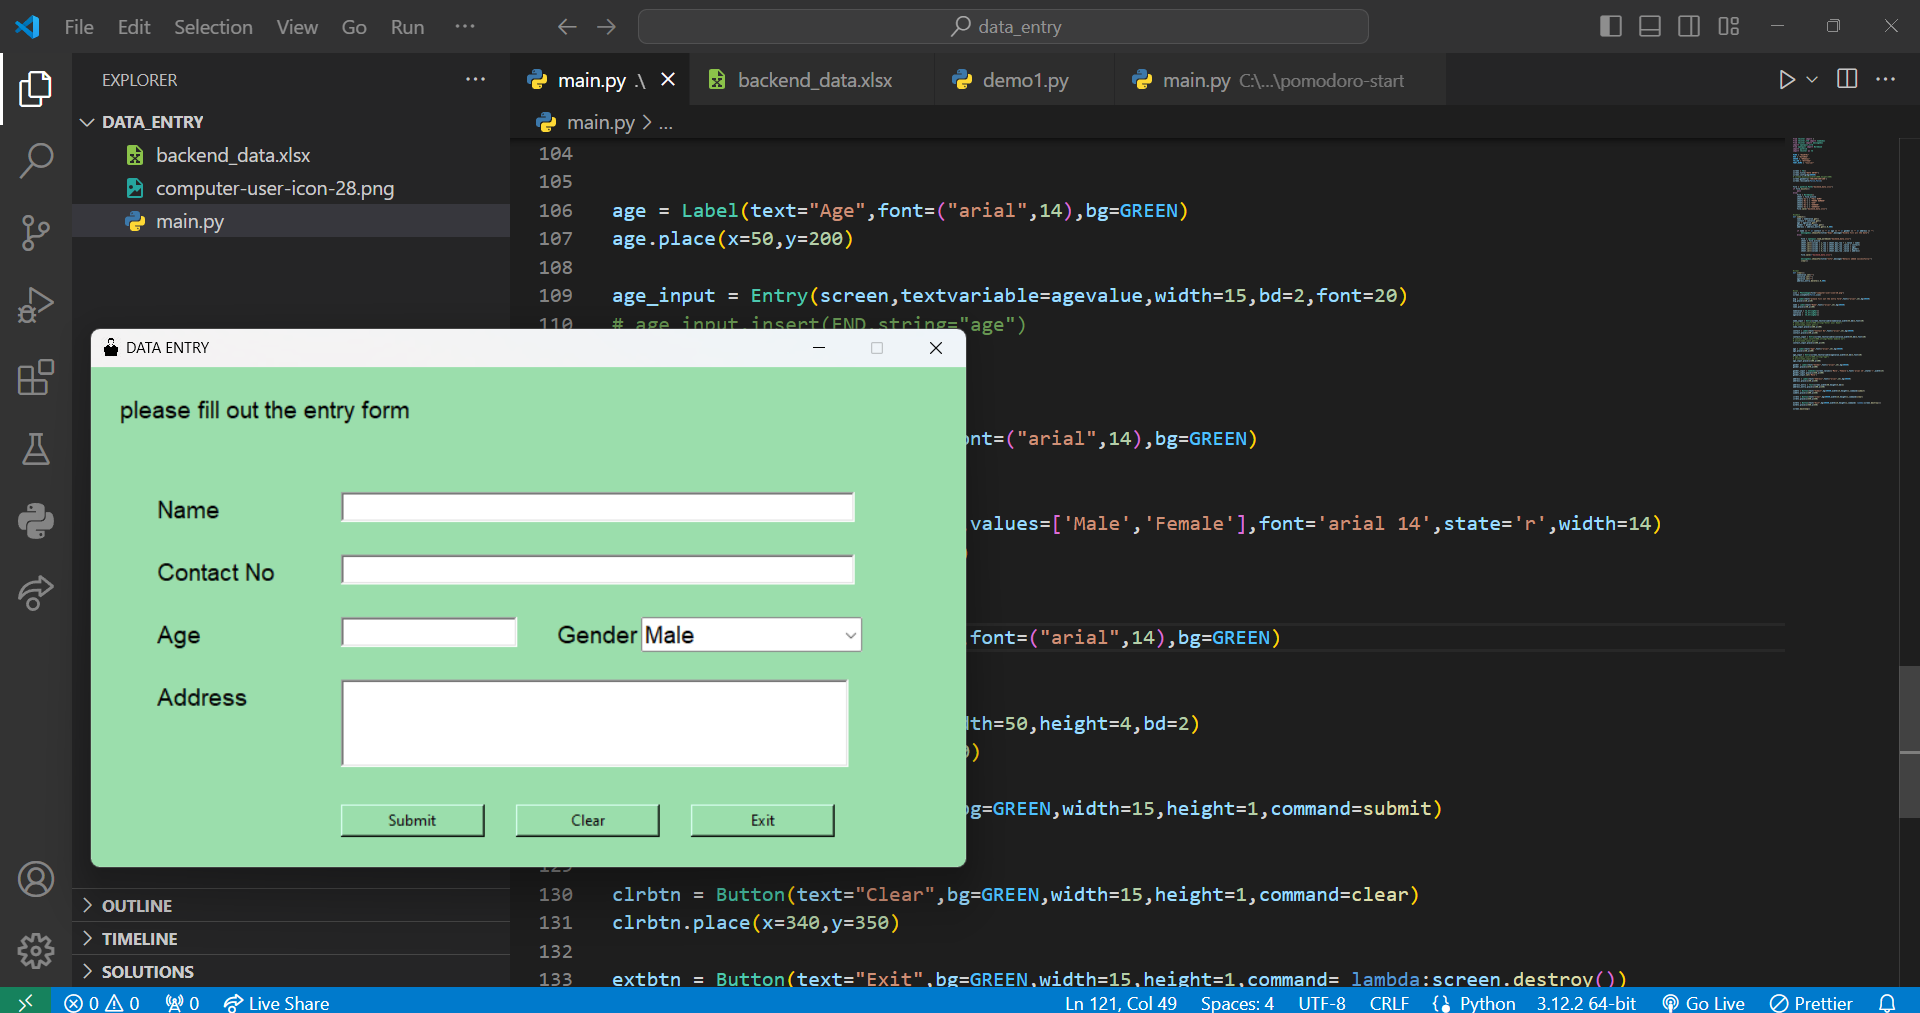 File Edit Selection View Go Run ···
data_entry
EXPLORER
main.py .\
backend_data.xlsx
demo1.py
main.py C:\...\pomodoro-start
DATA_ENTRY
backend_data.xlsx
computer-user-icon-28.png
main.py
main.py > ...
104
105
106 age = Label(text="Age",font=("arial",14),bg=GREEN)
107 age.place(x=50,y=200)
108
109 age_input = Entry(screen,textvariable=agevalue,width=15,bd=2,font=20)
110 # age_input.insert(END,string="age")
DATA ENTRY
please fill out the entry form
Name
Contact No
Age
Gender Male
Address
Submit Clear Exit
nt=("arial",14),bg=GREEN)
values=['Male','Female'],font='arial 14',state='r',width=14)
)
font=("arial",14),bg=GREEN)
th=50,height=4,bd=2)
)
g=GREEN,width=15,height=1,command=submit)
129
130 clrbtn = Button(text="Clear",bg=GREEN,width=15,height=1,command=clear)
131 clrbtn.place(x=340,y=350)
132
133 extbtn = Button(text="Exit",bg=GREEN,width=15,height=1,command= lambda:screen.destroy())
OUTLINE
TIMELINE
SOLUTIONS
0 0 0 Live Share
Ln 121, Col 49 Spaces: 4 UTF-8 CRLF Python 3.12.2 64-bit Go Live Prettier